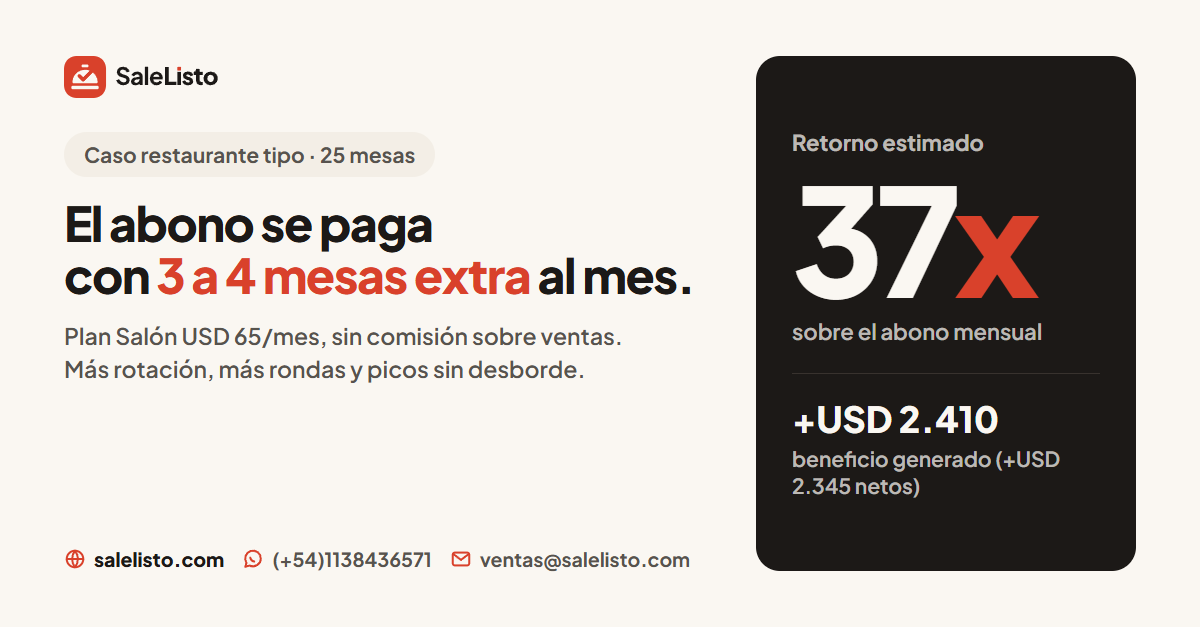 SaleListo
Caso restaurante tipo · 25 mesas
El abono se paga
con 3 a 4 mesas extra al mes.
Plan Salón USD 65/mes, sin comisión sobre ventas.
Más rotación, más rondas y picos sin desborde.
salelisto.com (+54)1138436571 ventas@salelisto.com
Retorno estimado
37x
sobre el abono mensual
+USD 2.410
beneficio generado (+USD
2.345 netos)